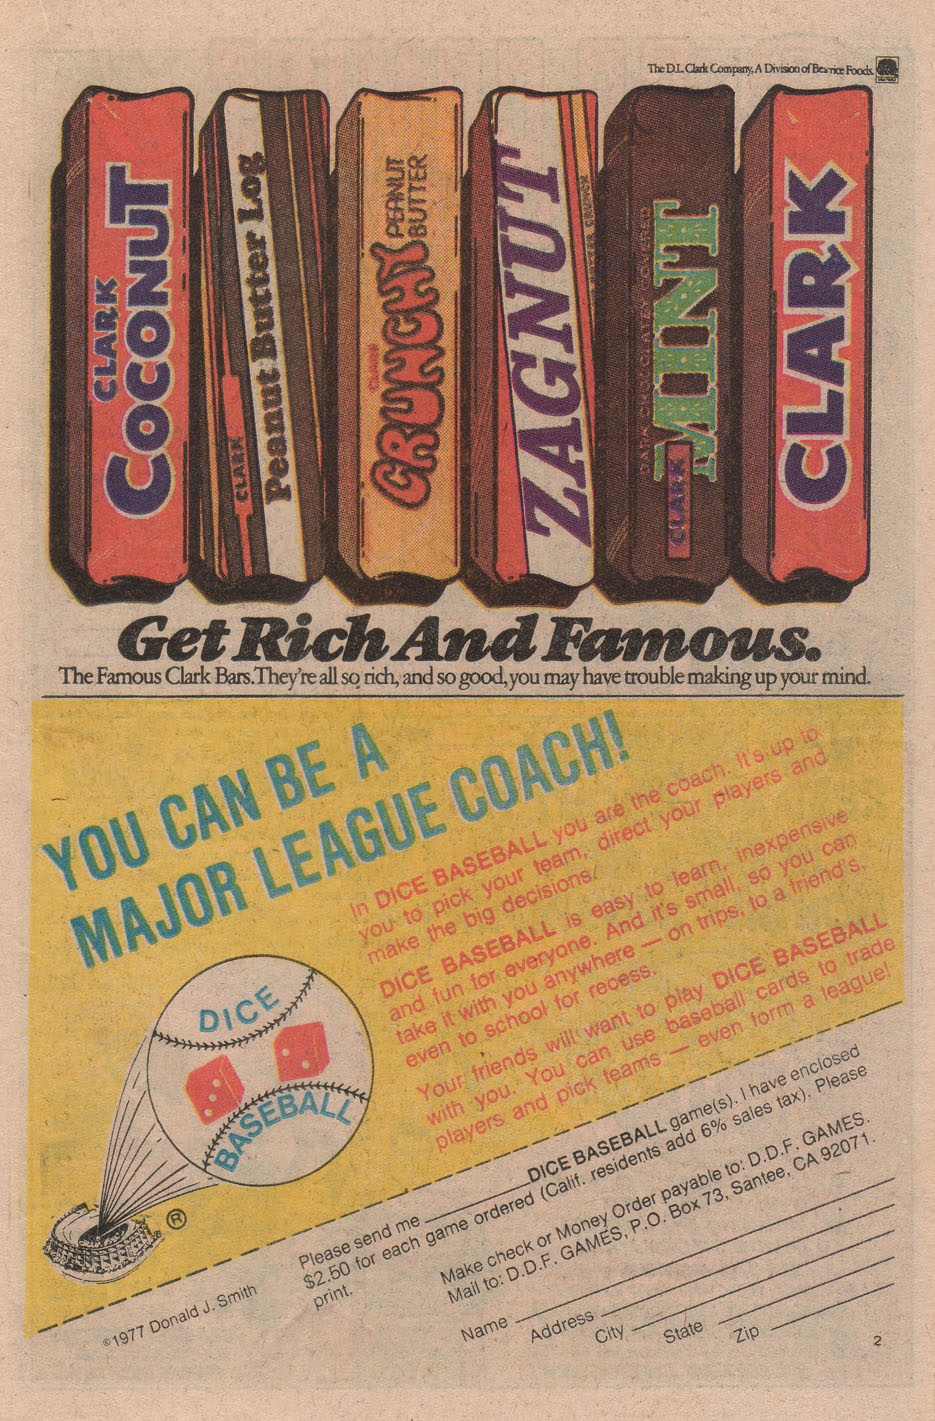 The D.L. Clark Company, A Division of Beatrice Foods.
CLARK
COCONUT
CLARK
Peanut Butter Log
CLARK
CRUNCHY
PEANUT
BUTTER
ZAGNUT
CLARK
MINT
CLARK
Get Rich And Famous.
The Famous Clark Bars. They're all so rich, and so good, you may have trouble making up your mind.
YOU CAN BE A
MAJOR LEAGUE COACH!
In DICE BASEBALL you are the coach. It's up to
you to pick your team, direct your players and
make the big decisions.
DICE BASEBALL is easy to learn, inexpensive
and fun for everyone. And it's small, so you can
take it with you anywhere — on trips, to a friend's,
even to school for recess.
Your friends will want to play DICE BASEBALL
with you. You can use baseball cards to trade
players and pick teams — even form a league!
DICE
BASEBALL
®
©1977 Donald J. Smith
Please send me ________ DICE BASEBALL game(s). I have enclosed
$2.50 for each game ordered (Calif. residents add 6% sales tax), Please
print.
Make check or Money Order payable to: D.D.F. GAMES.
Mail to: D.D.F. GAMES, P.O. Box 73, Santee, CA 92071.
Name
Address
City
State
Zip
2